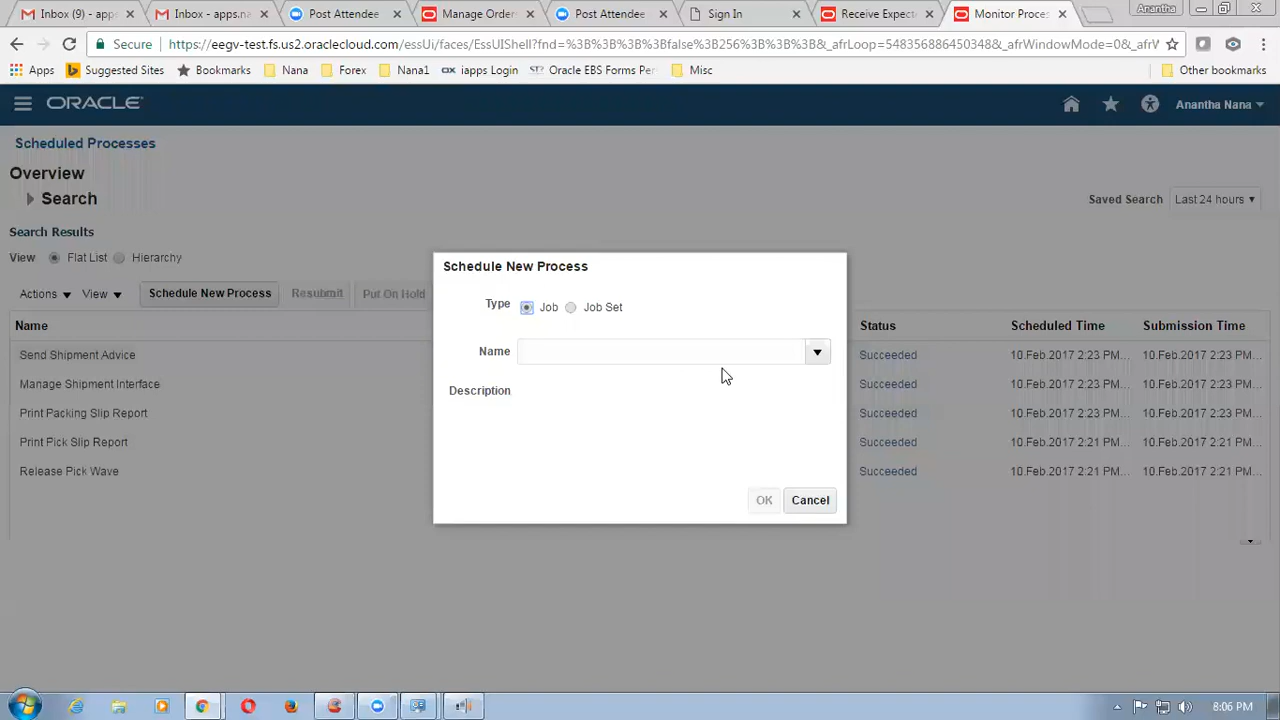 Inbox (9) - apps
Inbox - apps.na
Post Attendee
Manage Order
Post Attendee
Sign In
Receive Expect
Monitor Proces
Anantha
Secure
https://eegv-test.fs.us2.oraclecloud.com/essUi/faces/EssUIShell?fnd=%3B%3B%3B%3Bfalse%3B256%3B%3B%3B&_afrLoop=548356886450348&_afrWindowMode=0&_afrV
Apps
Suggested Sites
Bookmarks
Nana
Forex
Nana1
iapps Login
Oracle EBS Forms Per
Misc
Other bookmarks
ORACLE
Anantha Nana
Scheduled Processes
Overview
Search
Saved Search Last 24 hours
Search Results
View Flat List Hierarchy
Actions View Schedule New Process Resubmit Put On Hold
Name Status Scheduled Time Submission Time
Send Shipment Advice Succeeded 10.Feb.2017 2:23 PM... 10.Feb.2017 2:23 PM...
Manage Shipment Interface Succeeded 10.Feb.2017 2:23 PM... 10.Feb.2017 2:23 PM...
Print Packing Slip Report Succeeded 10.Feb.2017 2:23 PM... 10.Feb.2017 2:23 PM...
Print Pick Slip Report Succeeded 10.Feb.2017 2:21 PM... 10.Feb.2017 2:21 PM...
Release Pick Wave Succeeded 10.Feb.2017 2:21 PM... 10.Feb.2017 2:21 PM...
Schedule New Process
Type Job Job Set
Name
Description
OK Cancel
8:06 PM